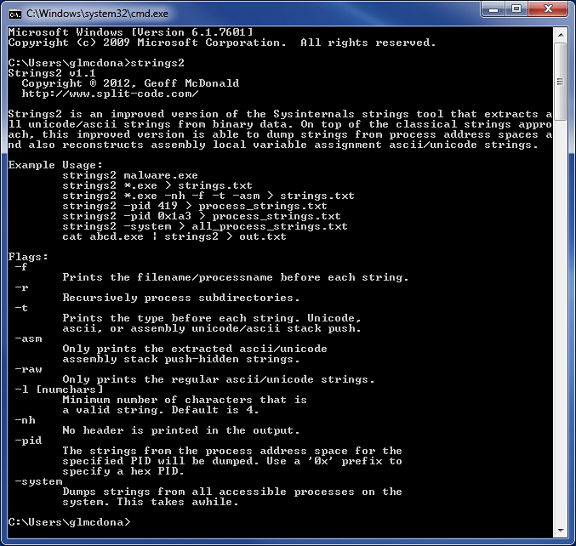 C:\Windows\system32\cmd.exe
Microsoft Windows [Version 6.1.7601]
Copyright (c) 2009 Microsoft Corporation.  All rights reserved.
C:\Users\glmcdona>strings2
Strings2 v1.1
Copyright © 2012, Geoff McDonald
http://www.split-code.com/
Strings2 is an improved version of the Sysinternals strings tool that extracts a
ll unicode/ascii strings from binary data. On top of the classical strings appro
ach, this improved version is able to dump strings from process address spaces a
nd also reconstructs assembly local variable assignment ascii/unicode strings.
Example Usage:
strings2 malware.exe
strings2 *.exe > strings.txt
strings2 *.exe -nh -f -t -asm > strings.txt
strings2 -pid 419 > process_strings.txt
strings2 -pid 0x1a3 > process_strings.txt
strings2 -system > all_process_strings.txt
cat abcd.exe | strings2 > out.txt
Flags:
-f
Prints the filename/processname before each string.
-r
Recursively process subdirectories.
-t
Prints the type before each string. Unicode,
ascii, or assembly unicode/ascii stack push.
-asm
Only prints the extracted ascii/unicode
assembly stack push-hidden strings.
-raw
Only prints the regular ascii/unicode strings.
-l [numchars]
Minimum number of characters that is
a valid string. Default is 4.
-nh
No header is printed in the output.
-pid
The strings from the process address space for the
specified PID will be dumped. Use a '0x' prefix to
specify a hex PID.
-system
Dumps strings from all accessible processes on the
system. This takes awhile.
C:\Users\glmcdona>